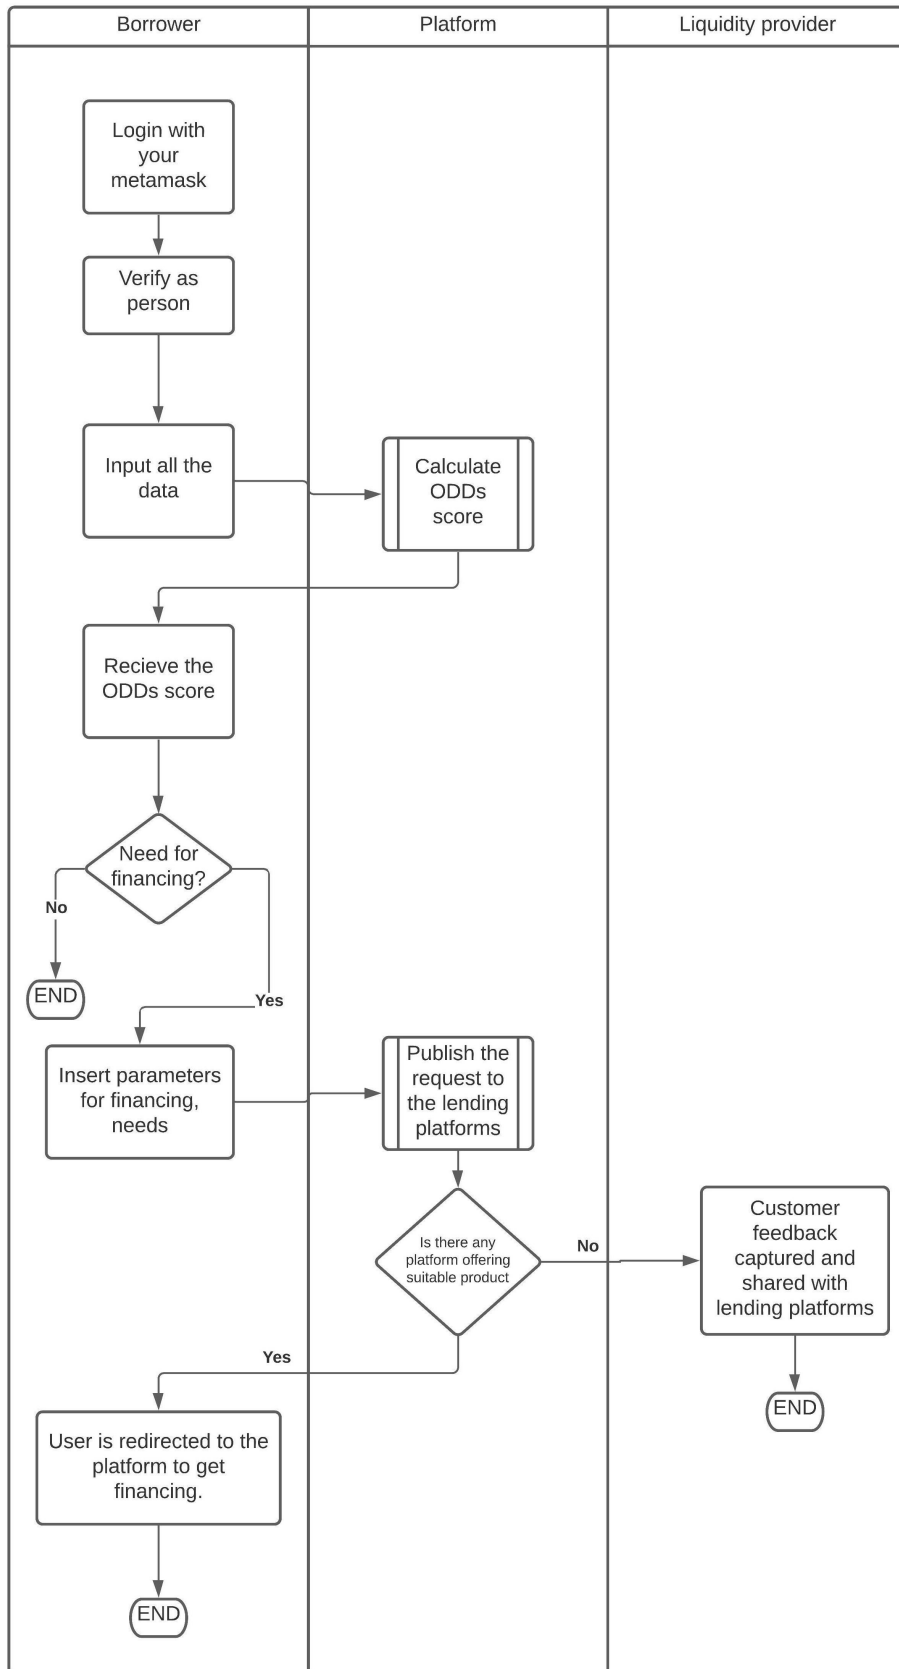 Borrower
Platform
Liquidity provider
Login with
your
metamask
Verify as
person
Input all the
data
Calculate
ODDs
score
Recieve the
ODDs score
Need for
financing?
No
END
Yes
Insert parameters
for financing,
needs
Publish the
request to
the lending
platforms
Is there any
platform offering
suitable product
No
Customer
feedback
captured and
shared with
lending platforms
END
Yes
User is redirected to the
platform to get
financing.
END